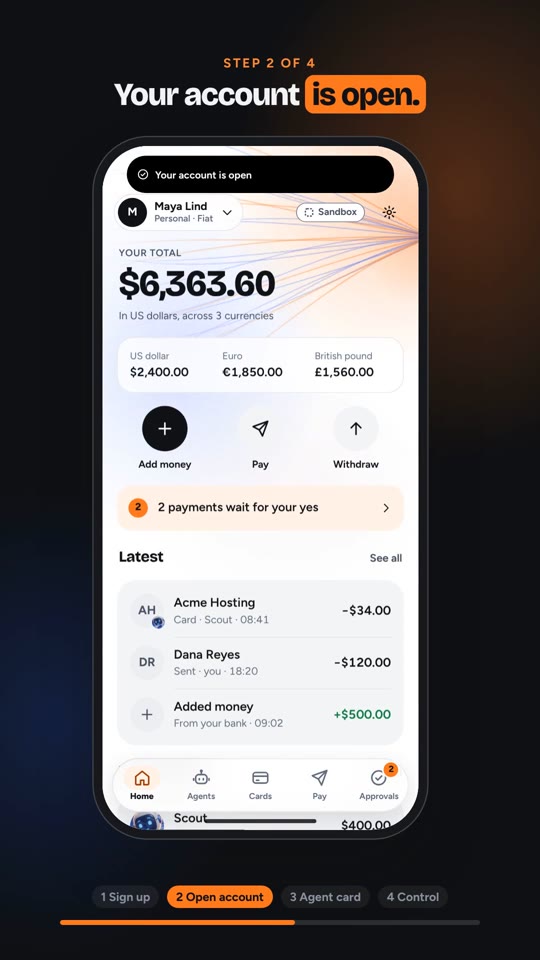 STEP 2 OF 4
Your account is open.
Your account is open
M
Maya Lind
Personal · Fiat
Sandbox
YOUR TOTAL
$6,363.60
In US dollars, across 3 currencies
US dollar
Euro
British pound
$2,400.00
€1,850.00
£1,560.00
Add money
Pay
Withdraw
2
2 payments wait for your yes
Latest
See all
AH
Acme Hosting
Card · Scout · 08:41
-$34.00
DR
Dana Reyes
Sent · you · 18:20
-$120.00
Added money
From your bank · 09:02
+$500.00
2
Home
Agents
Cards
Pay
Approvals
Scout
$400.00
1 Sign up
2 Open account
3 Agent card
4 Control